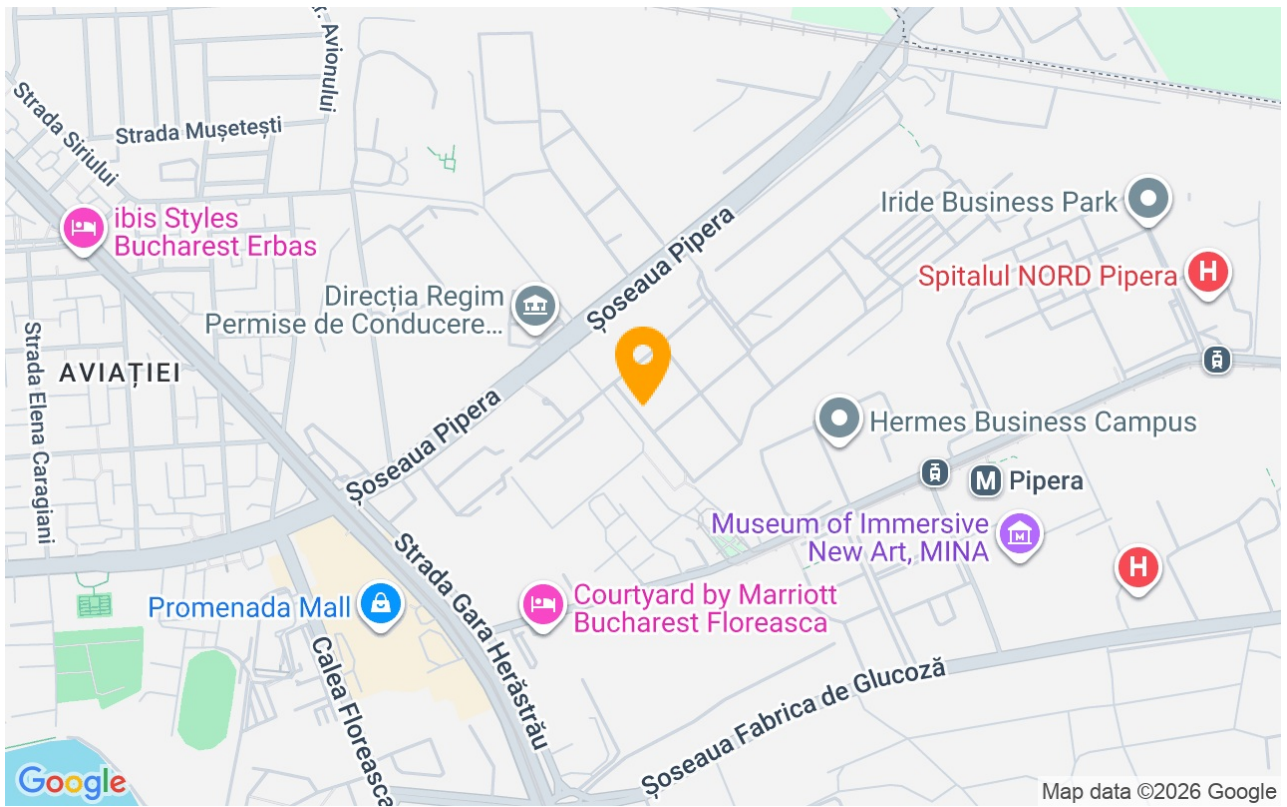 r. Avionului
Strada Siriului
Strada Mușetești
ibis Styles
Bucharest Erbas
Iride Business Park
Spitalul NORD Pipera
H
Direcția Regim
Permise de Conducere...
Șoseaua Pipera
Strada Elena Caragiani
AVIAȚIEI
Șoseaua Pipera
Hermes Business Campus
M
Pipera
Museum of Immersive
New Art, MINA
M
H
Strada Gara Herăstrău
Promenada Mall
Courtyard by Marriott
Bucharest Floreasca
Calea Floreasca
Șoseaua Fabrica de Glucoză
Google
Map data ©2026 Google